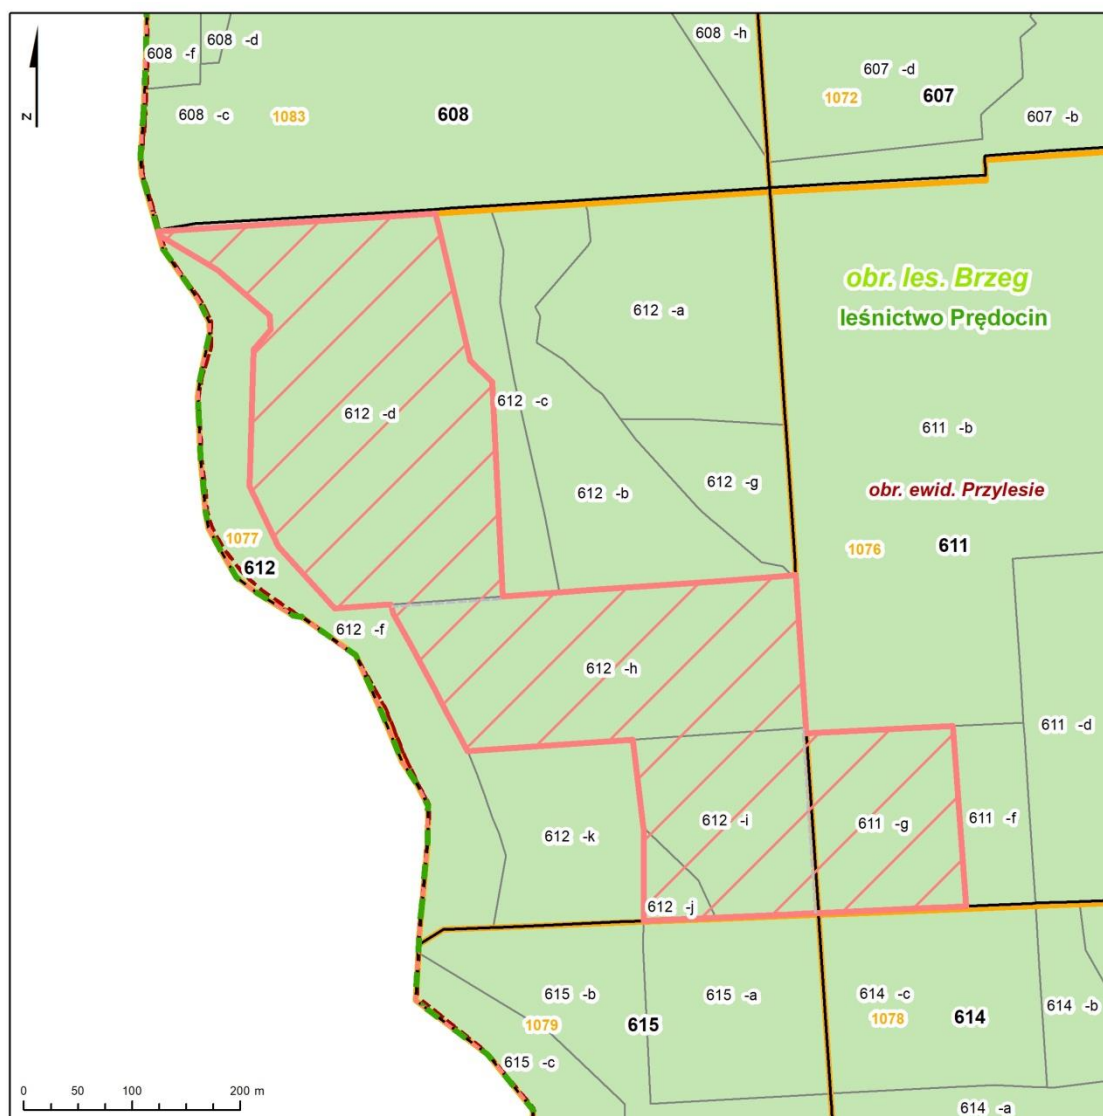 608 -f
608 -d
608 -h
607 -d
608 -c
1083
608
1072
607
607 -b
Z
obr. les. Brzeg
leśnictwo Prędocin
612 -a
612 -d
612 -c
611 -b
612 -b
612 -g
obr. ewid. Przylesie
1077
612
1076
611
612 -f
612 -h
611 -d
612 -k
612 -i
611 -g
611 -f
612 -j
615 -b
615 -a
614 -c
614 -b
1079
615
1078
614
615 -c
614 -a
0 50 100 200 m